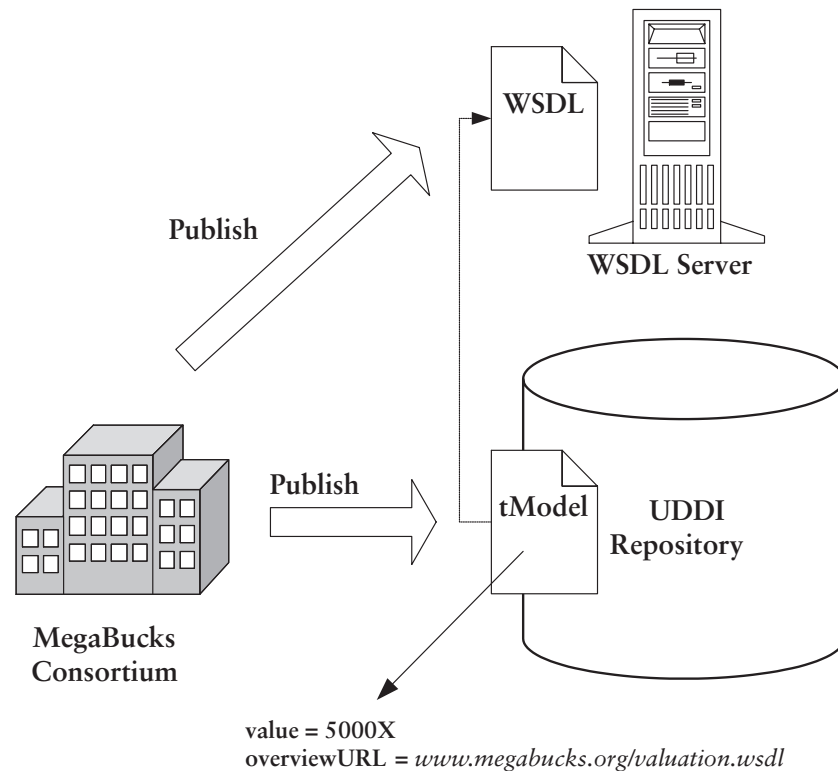 WSDL
Publish
WSDL Server
Publish
tModel
UDDI
Repository
MegaBucks
Consortium
value = 5000X
overviewURL = www.megabucks.org/valuation.wsdl